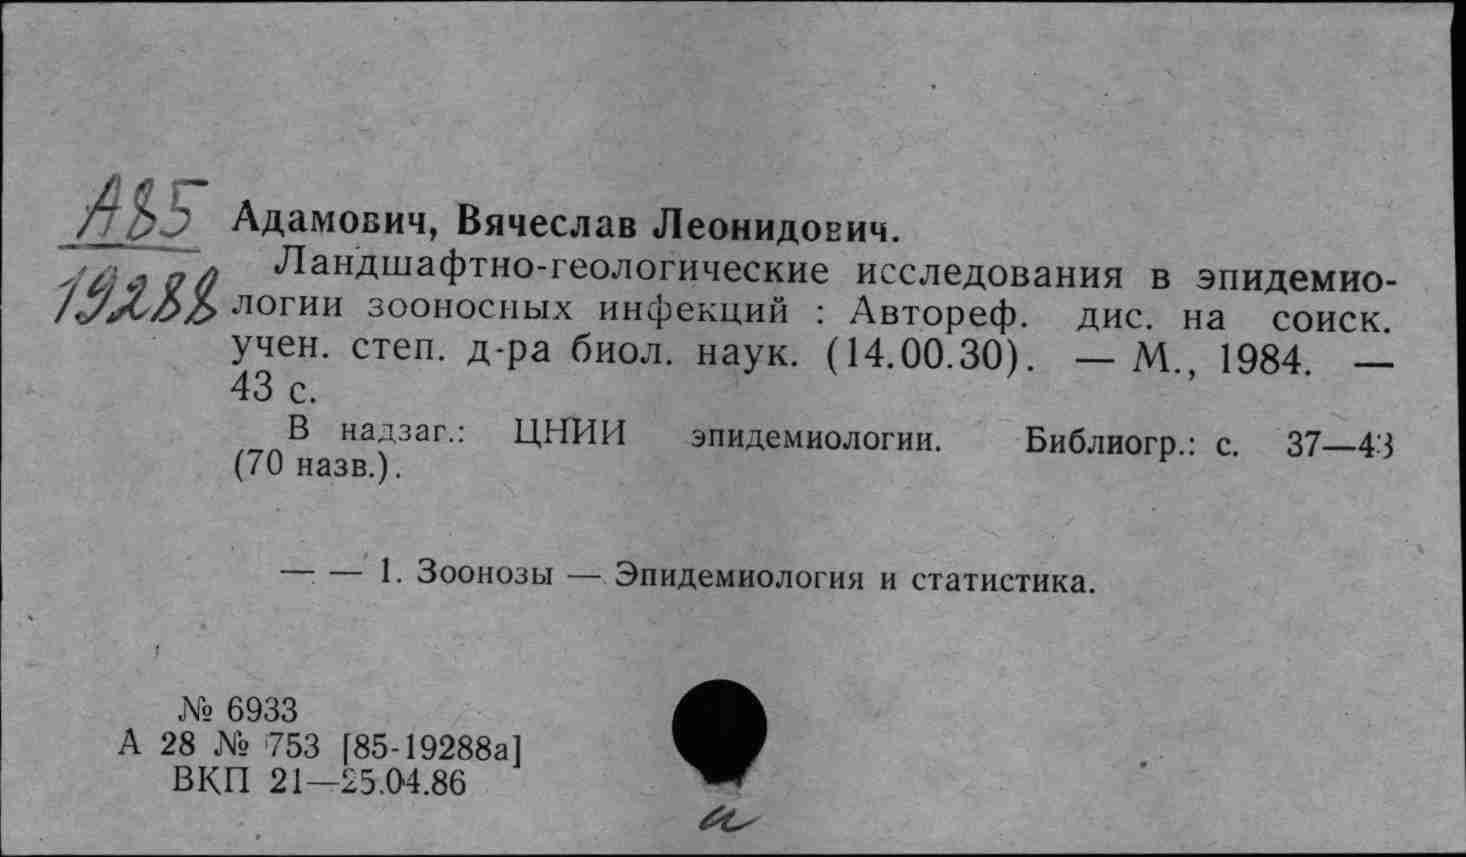 А85
19288
Адамович, Вячеслав Леонидович.
Ландшафтно-геологические исследования в эпидемио-
логии зооносных инфекций : Автореф. дис. на соиск.
учен. степ. д-ра биол. наук. (14.00.30). — М., 1984. —
43 с.
В надзаг.: ЦНИИ эпидемиологии. Библиогр.: с. 37—43
(70 назв.).
— — 1. Зоонозы — Эпидемиология и статистика.
№ 6933
А 28 № 753 [85-19288а]
ВКП 21—25.04.86
и